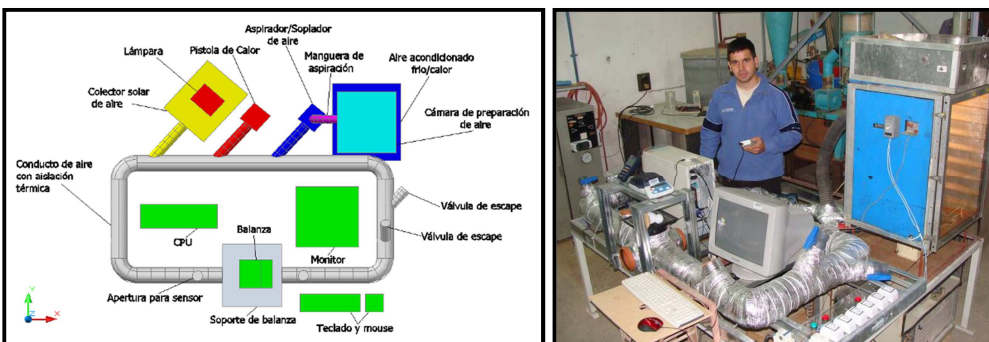 Aspirador/Soplador
de aire
Lámpara
Pistola de Calor
Manguera de
aspiración
Aire acondicionado
frio/calor
Colector solar
de aire
Cámara de preparación
de aire
Conducto de aire
con aislación
térmica
Válvula de escape
CPU
Balanza
Válvula de escape
Monitor
Apertura para sensor
Soporte de balanza
Teclado y mouse
Y
X
Z